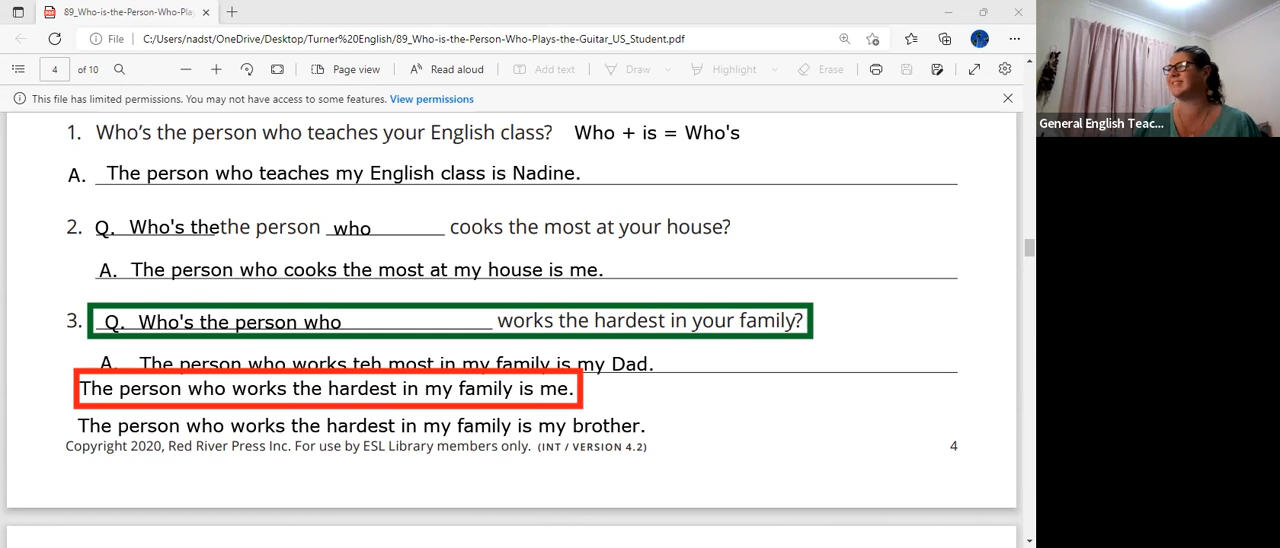 89_Who-is-the-Person-Who-Pla
File C:/Users/nadst/OneDrive/Desktop/Turner%20English/89_Who-is-the-Person-Who-Plays-the-Guitar_US_Student.pdf
4 of 10 Page view Read aloud Add text Draw Highlight Erase
This file has limited permissions. You may not have access to some features. View permissions
General English Teac...
1. Who's the person who teaches your English class? Who + is = Who's
A. The person who teaches my English class is Nadine.
2. Q. Who's thethe person who cooks the most at your house?
A. The person who cooks the most at my house is me.
3. Q. Who's the person who works the hardest in your family?
A. The person who works teh most in my family is my Dad.
The person who works the hardest in my family is me.
The person who works the hardest in my family is my brother.
Copyright 2020, Red River Press Inc. For use by ESL Library members only. (INT / VERSION 4.2) 4